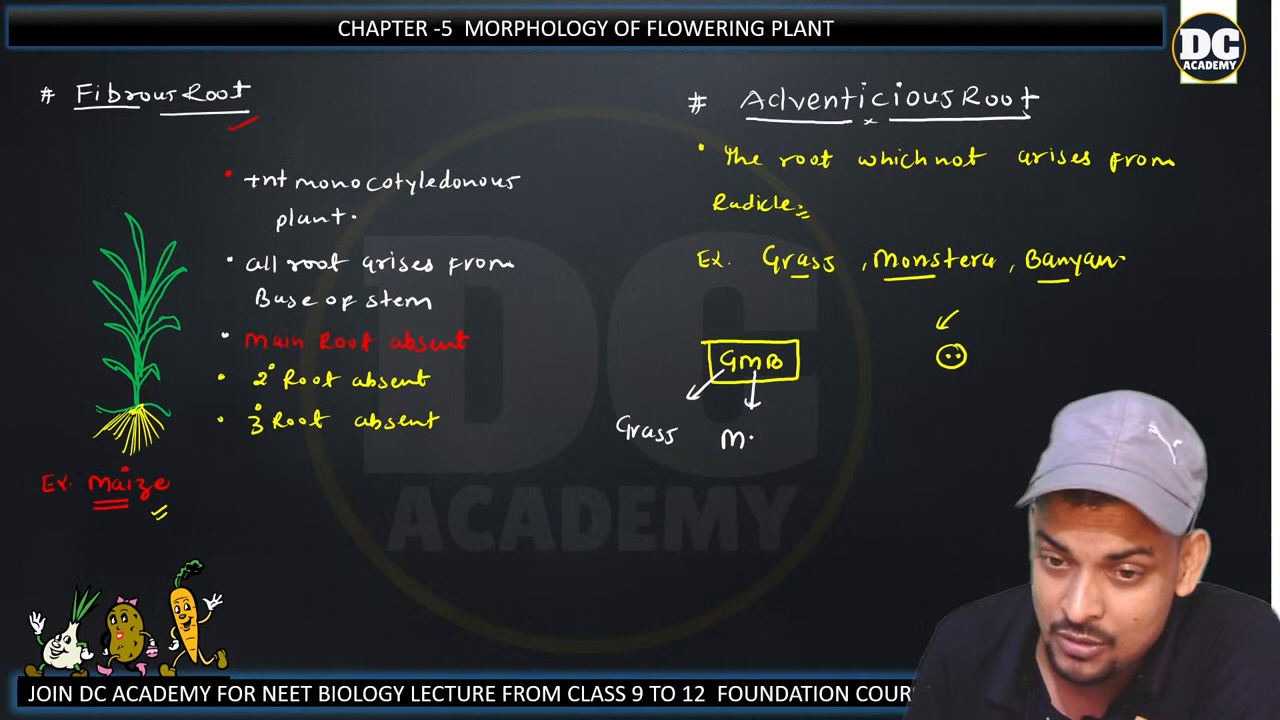 CHAPTER -5 MORPHOLOGY OF FLOWERING PLANT
DC
ACADEMY
# Fibrous Root
+nt monocotyledonous
plant.
• all root arises from
Base of stem
• main Root absent
• 2° Root absent
• 3° Root absent
Ex. Maize
# Adventicious Root
• The root which not arises from
Radicle
Ex. Grass, Monstera, Banyan.
GMB
Grass M.
DC
ACADEMY
JOIN DC ACADEMY FOR NEET BIOLOGY LECTURE FROM CLASS 9 TO 12 FOUNDATION COUR